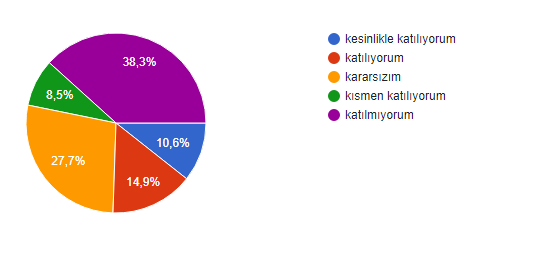 38,3%
8,5%
10,6%
27,7%
14,9%
kesinlikle katılıyorum
katılıyorum
kararsızım
kısmen katılıyorum
katılmıyorum